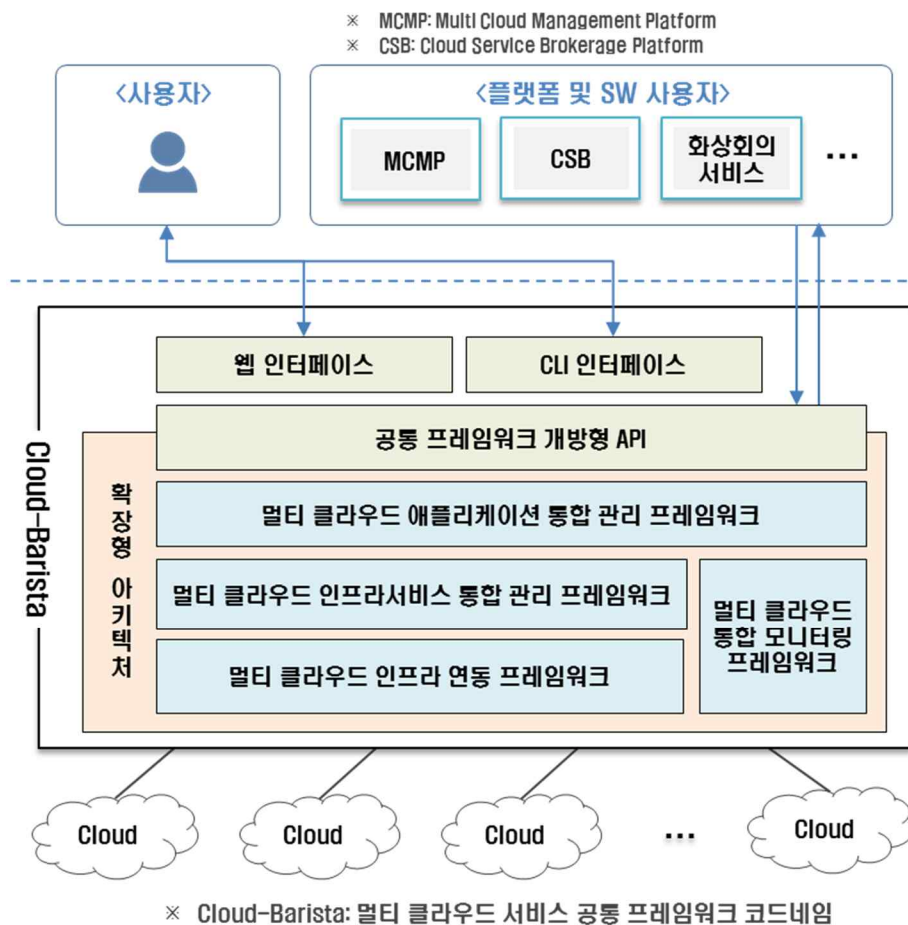 ※ MCMP: Multi Cloud Management Platform
※ CSB: Cloud Service Brokerage Platform
<사용자>
<플랫폼 및 SW 사용자>
MCMP
CSB
화상회의
서비스
...
웹 인터페이스
CLI 인터페이스
공통 프레임워크 개방형 API
Cloud-Barista
확장형 아키텍처
멀티 클라우드 애플리케이션 통합 관리 프레임워크
멀티 클라우드 인프라서비스 통합 관리 프레임워크
멀티 클라우드
통합 모니터링
프레임워크
멀티 클라우드 인프라 연동 프레임워크
Cloud
Cloud
Cloud
...
Cloud
※ Cloud-Barista: 멀티 클라우드 서비스 공통 프레임워크 코드네임